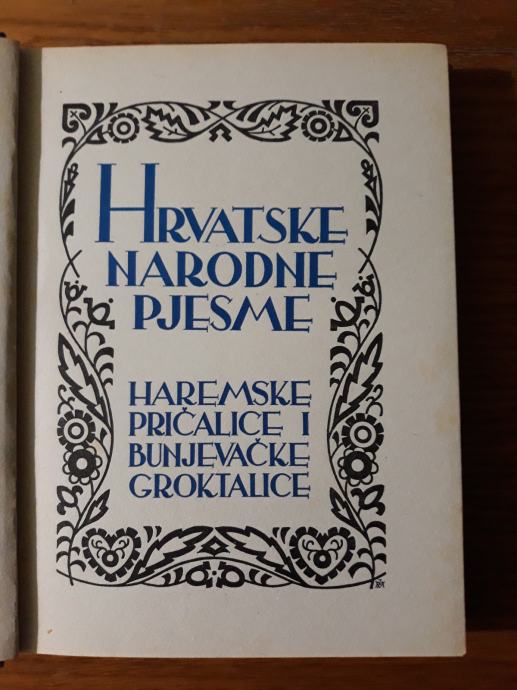 HRVATSKE
NARODNE
PJESME
HAREMSKE
PRIČALICE I
BUNJEVAČKE
GROKTALICE